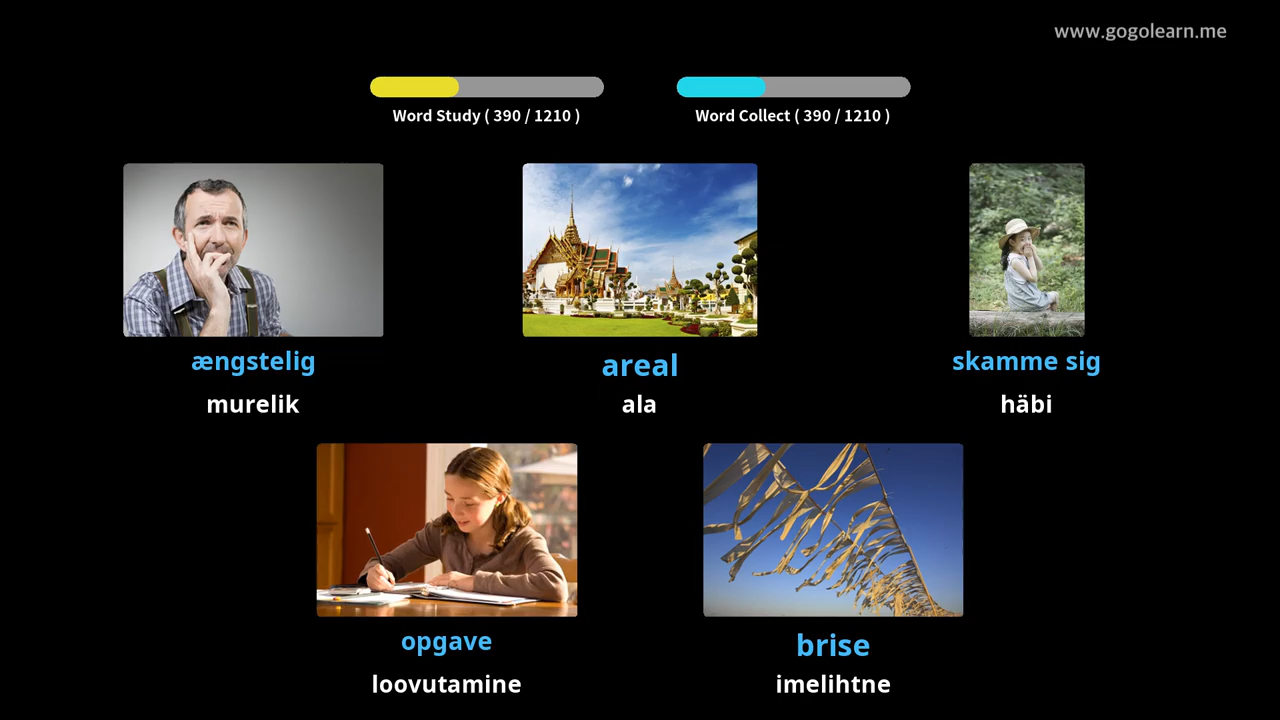 www.gogolearn.me
Word Study ( 390 / 1210 )
Word Collect ( 390 / 1210 )
ængstelig
murelik
areal
ala
skamme sig
häbi
opgave
loovutamine
brise
imelihtne